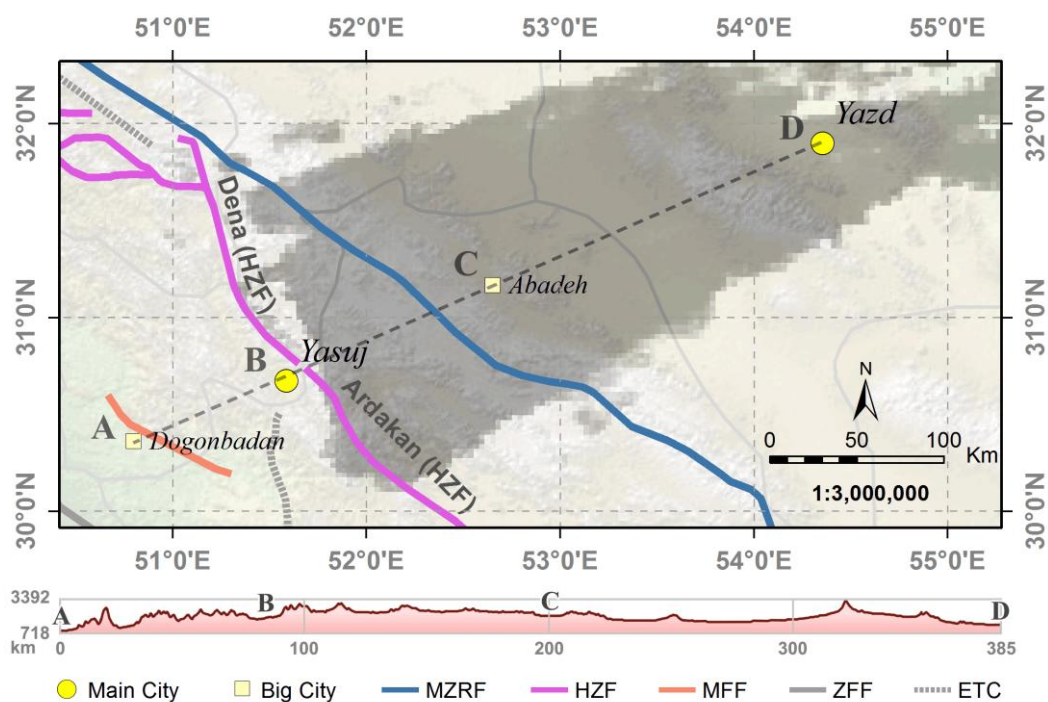 51°0'E 52°0'E 53°0'E 54°0'E 55°0'E
32°0'N 32°0'N
D Yazd
Dena (HZF)
C Abadeh
31°0'N 31°0'N
B Yasuj
Ardakan (HZF)
A Dogonbadan
N
0 50 100
Km
1:3,000,000
30°0'N 30°0'N
51°0'E 52°0'E 53°0'E 54°0'E 55°0'E
3392
A B C D
718
km 0 100 200 300 385
Main City Big City MZRF HZF MFF ZFF ETC